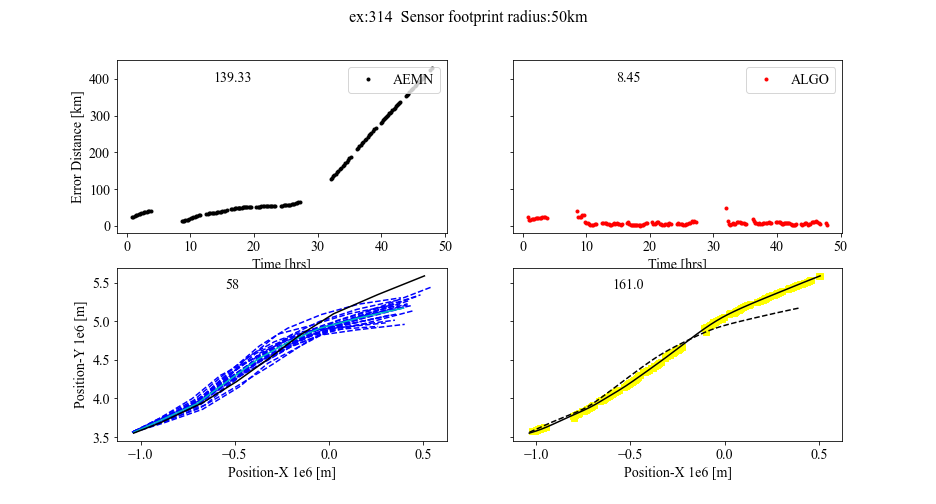 ex:314 Sensor footprint radius:50km
139.33
AEMN
8.45
ALGO
400
300
200
100
0
Error Distance [km]
0 10 20 30 40 50
0 10 20 30 40 50
Time [hrs]
Time [hrs]
58
161.0
5.5
5.0
4.5
4.0
3.5
Position-Y 1e6 [m]
−1.0 −0.5 0.0 0.5
−1.0 −0.5 0.0 0.5
Position-X 1e6 [m]
Position-X 1e6 [m]